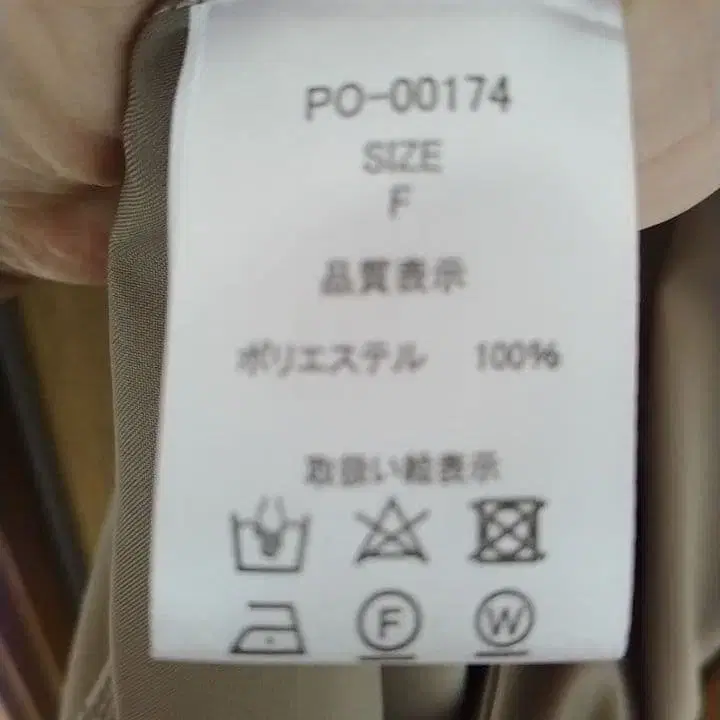 PO-00174
SIZE
F
品質表示
ポリエステル 100%
取扱い絵表示
F W